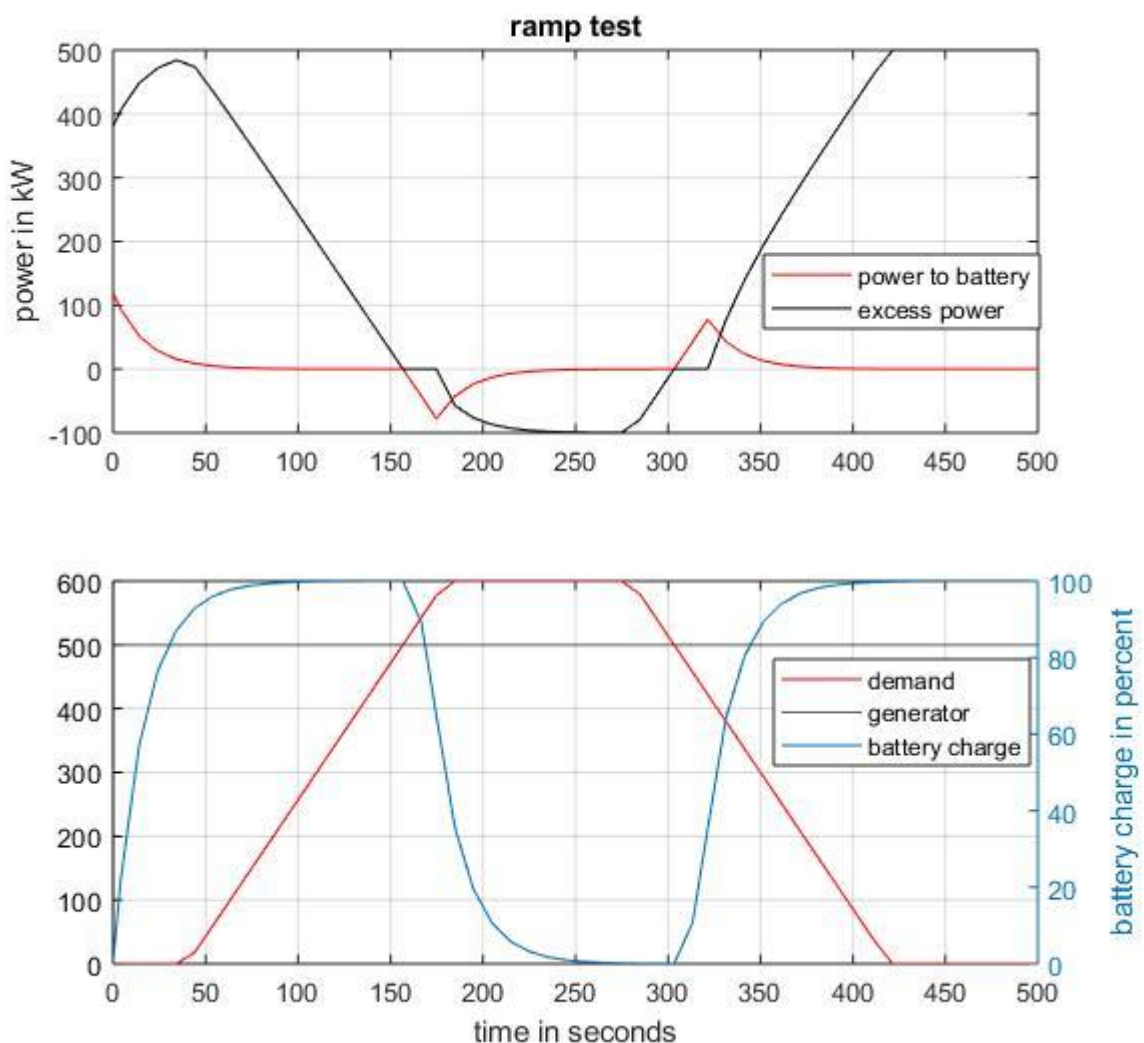 ramp test
500
400
300
200
100
0
-100
power in kW
power to battery
excess power
0 50 100 150 200 250 300 350 400 450 500
600
500
400
300
200
100
0
demand
generator
battery charge
100
80
60
40
20
0
battery charge in percent
0 50 100 150 200 250 300 350 400 450 500
time in seconds